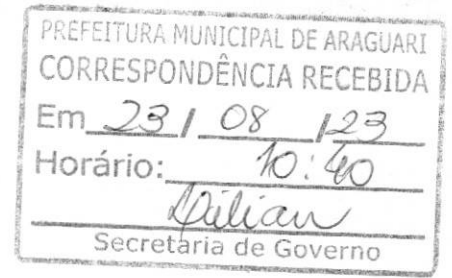 PREFEITURA MUNICIPAL DE ARAGUARI
CORRESPONDÊNCIA RECEBIDA
Em 23 / 08 / 23
Horário: 10:40
Lilian
Secretaria de Governo